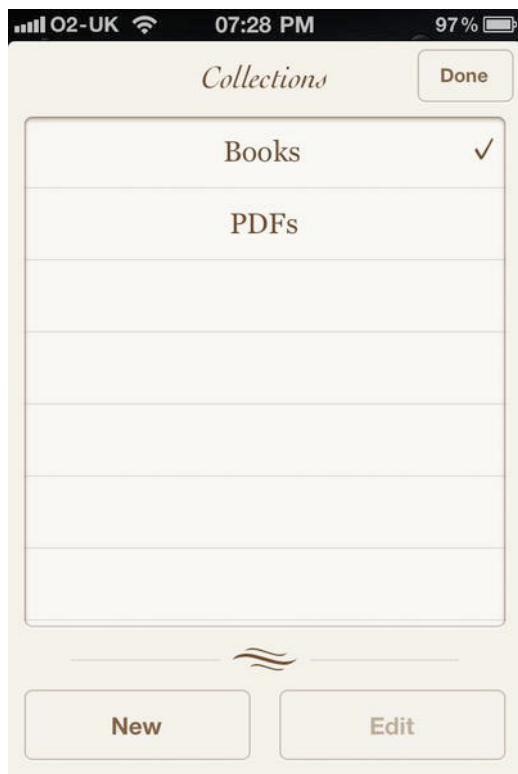 O2-UK 07:28 PM 97%
Collections Done
Books
PDFs
New Edit